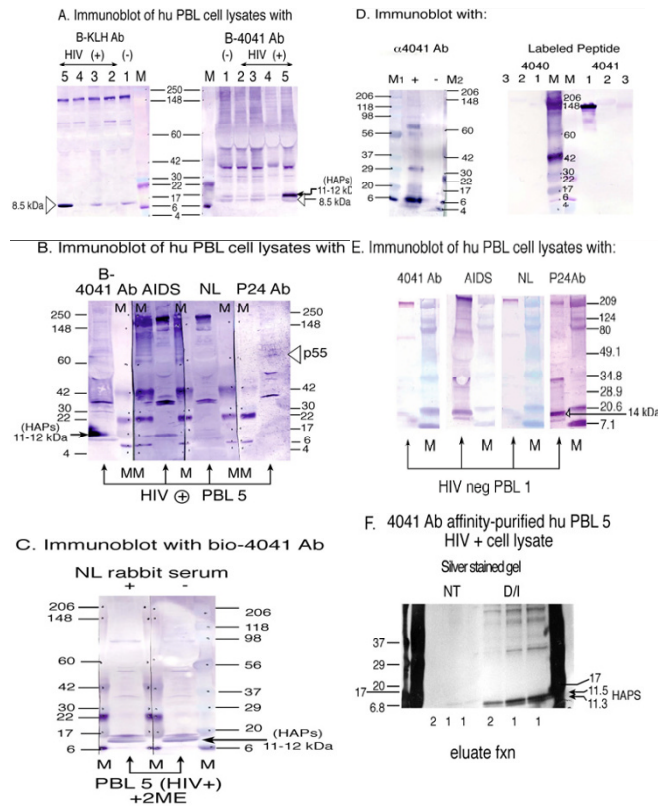 A. Immunoblot of hu PBL cell lysates with
B-KLH Ab
HIV (+) (-)
5 4 3 2 1 M
250
148
60
42
30
22
17
6
4
8.5 kDa
B-4041 Ab
(-) HIV (+)
M 1 2 3 4 5
(HAPs)
11-12 kD
8.5 kDa
D. Immunoblot with:
α4041 Ab
M1 + - M2
206
118
98
56
37
29
20
6
206
148
60
42
30
22
17
6
4
Labeled Peptide
4040 4041
3 2 1 M M 1 2 3
206
148
60
42
30
22
17
6
4
B. Immunoblot of hu PBL cell lysates with
B-
4041 Ab AIDS NL P24 Ab
M M M M M
250
148
60
42
30
22
(HAPs)
11-12 kDa
4
250
148
p55
42
30
22
17
6
4
MM M MM
HIV ⊕ PBL 5
E. Immunoblot of hu PBL cell lysates with:
4041 Ab AIDS NL P24Ab
209
124
80
49.1
34.8
28.9
20.6
14 kDa
7.1
M M M M
HIV neg PBL 1
C. Immunoblot with bio-4041 Ab
NL rabbit serum
+ -
206
148
60
42
30
22
17
6
206
118
98
56
37
29
20
(HAPs)
6 11-12 kDa
M M M
PBL 5 (HIV+)
+2ME
F. 4041 Ab affinity-purified hu PBL 5
HIV + cell lysate
Silver stained gel
NT D/I
37
29
20
17
6.8
17
11.5
11.3
HAPS
2 1 1 2 1 1
eluate fxn